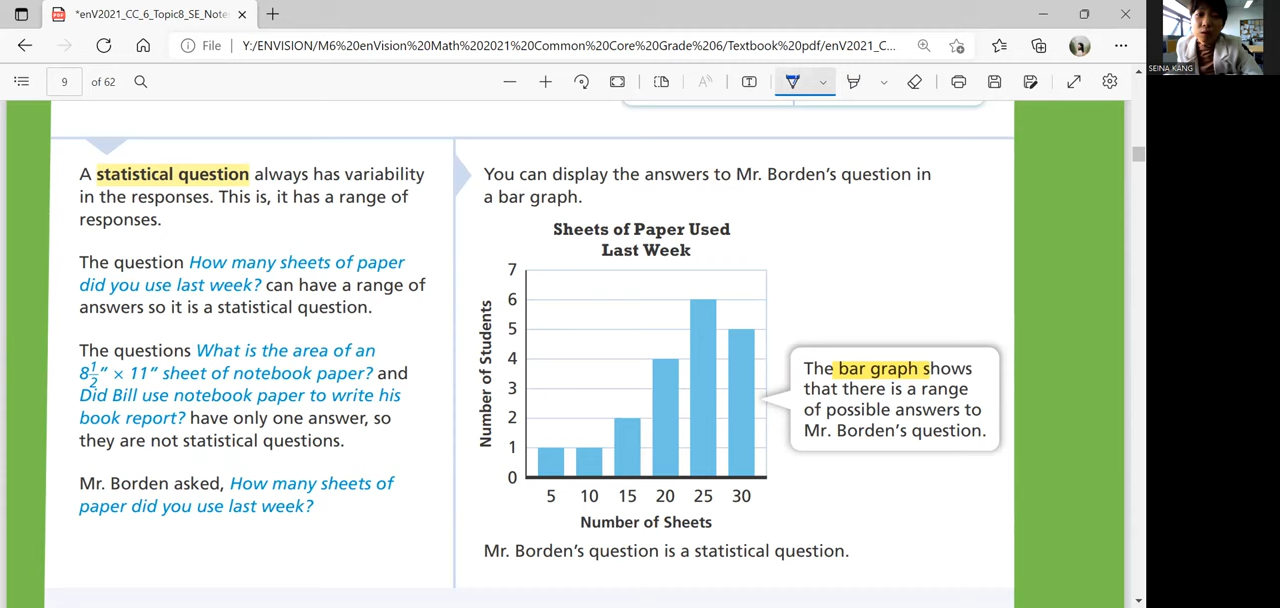 *enV2021_CC_6_Topic8_SE_Note
File
Y:/ENVISION/M6%20enVision%20Math%202021%20Common%20Core%20Grade%206/Textbook%20pdf/enV2021_C...
9
of 62
SEINA KANG
A statistical question always has variability
in the responses. This is, it has a range of
responses.
The question How many sheets of paper
did you use last week? can have a range of
answers so it is a statistical question.
The questions What is the area of an
8 1/2" × 11" sheet of notebook paper? and
Did Bill use notebook paper to write his
book report? have only one answer, so
they are not statistical questions.
Mr. Borden asked, How many sheets of
paper did you use last week?
You can display the answers to Mr. Borden's question in
a bar graph.
Sheets of Paper Used
Last Week
Number of Students
7
6
5
4
3
2
1
0
5 10 15 20 25 30
Number of Sheets
The bar graph shows
that there is a range
of possible answers to
Mr. Borden's question.
Mr. Borden's question is a statistical question.